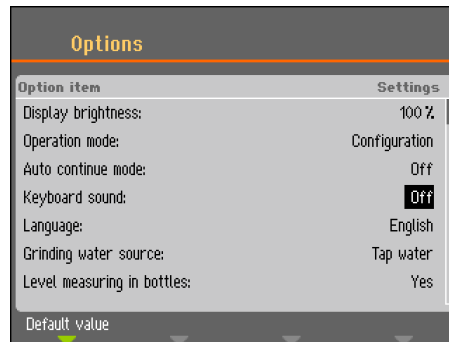 Options
Option item Settings
Display brightness: 100 %
Operation mode: Configuration
Auto continue mode: Off
Keyboard sound: Off
Language: English
Grinding water source: Tap water
Level measuring in bottles: Yes
Default value